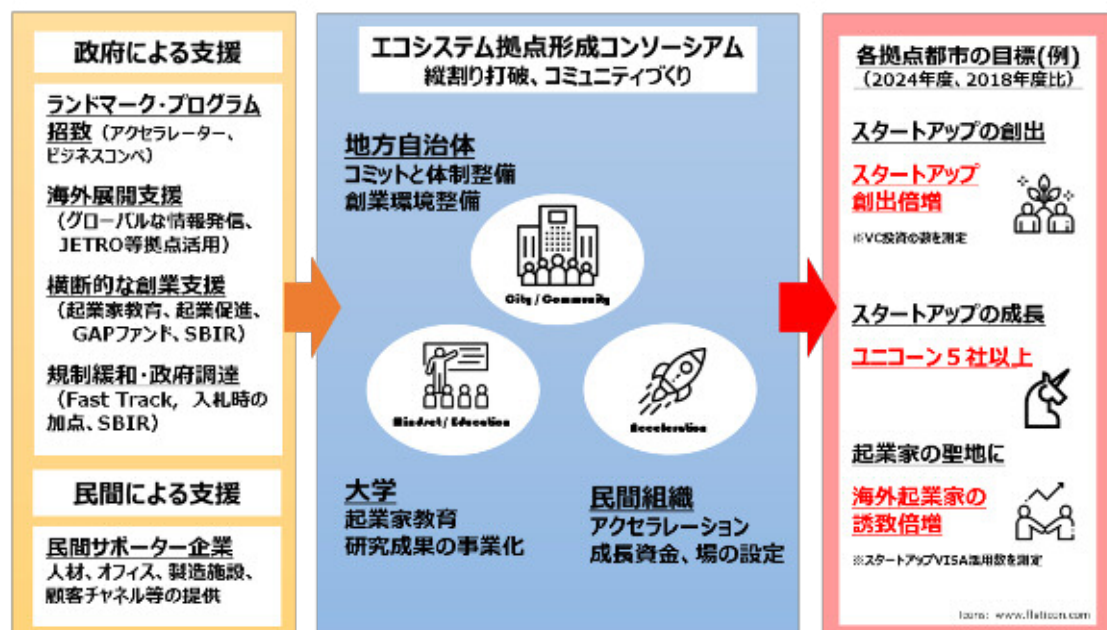 政府による支援
ランドマーク・プログラム
招致（アクセラレーター、
ビジネスコンペ）
海外展開支援
（グローバルな情報発信、
JETRO等拠点活用）
横断的な創業支援
（起業家教育、起業促進、
GAPファンド、SBIR）
規制緩和・政府調達
（Fast Track, 入札時の
加点、SBIR）
民間による支援
民間サポーター企業
人材、オフィス、製造施設、
顧客チャネル等の提供
エコシステム拠点形成コンソーシアム
縦割り打破、コミュニティづくり
地方自治体
コミットと体制整備
創業環境整備
City / Community
Mindset / Education
Acceleration
大学
起業家教育
研究成果の事業化
民間組織
アクセラレーション
成長資金、場の設定
各拠点都市の目標(例)
（2024年度、2018年度比）
スタートアップの創出
スタートアップ
創出倍増
※VC投資の数を測定
スタートアップの成長
ユニコーン５社以上
起業家の聖地に
海外起業家の
誘致倍増
※スタートアップVISA活用数を測定
Icons: www.flaticon.com